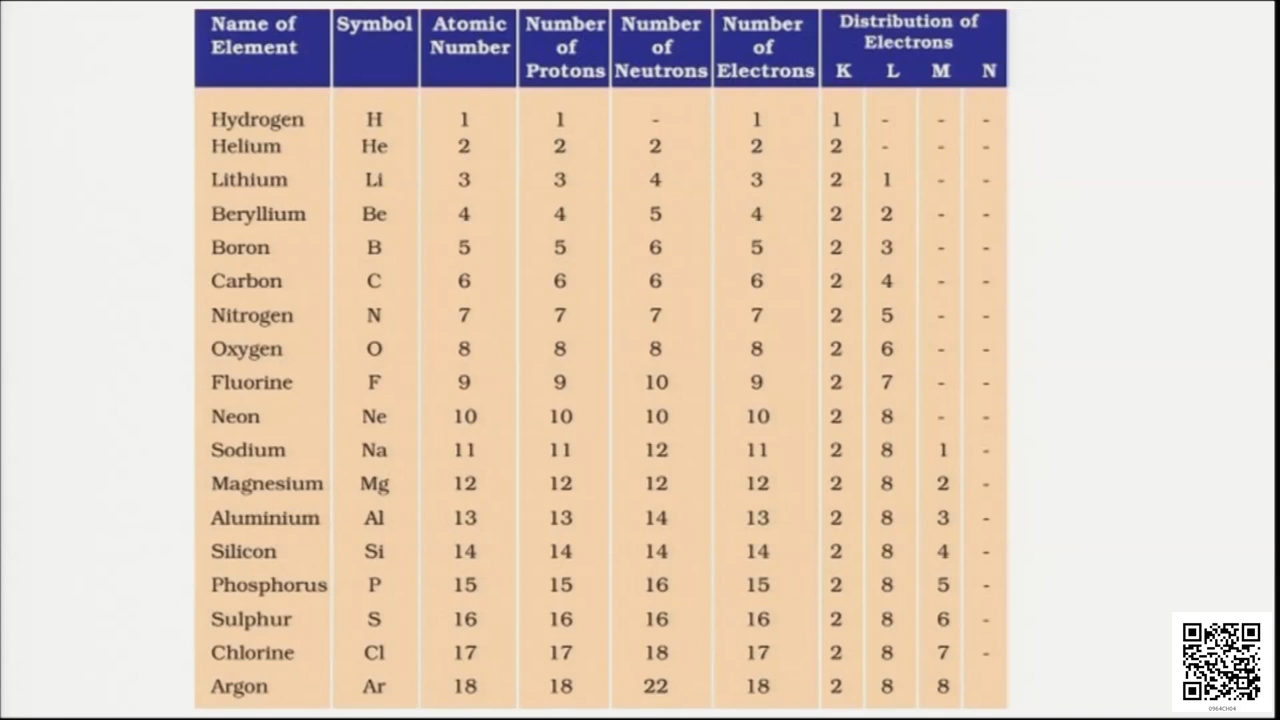 Name of Element Symbol Atomic Number Number of Protons Number of Neutrons Number of Electrons Distribution of Electrons
K L M N
Hydrogen H 1 1 - 1 1 - - -
Helium He 2 2 2 2 2 - - -
Lithium Li 3 3 4 3 2 1 - -
Beryllium Be 4 4 5 4 2 2 - -
Boron B 5 5 6 5 2 3 - -
Carbon C 6 6 6 6 2 4 - -
Nitrogen N 7 7 7 7 2 5 - -
Oxygen O 8 8 8 8 2 6 - -
Fluorine F 9 9 10 9 2 7 - -
Neon Ne 10 10 10 10 2 8 - -
Sodium Na 11 11 12 11 2 8 1 -
Magnesium Mg 12 12 12 12 2 8 2 -
Aluminium Al 13 13 14 13 2 8 3 -
Silicon Si 14 14 14 14 2 8 4 -
Phosphorus P 15 15 16 15 2 8 5 -
Sulphur S 16 16 16 16 2 8 6 -
Chlorine Cl 17 17 18 17 2 8 7 -
Argon Ar 18 18 22 18 2 8 8
0964CH04